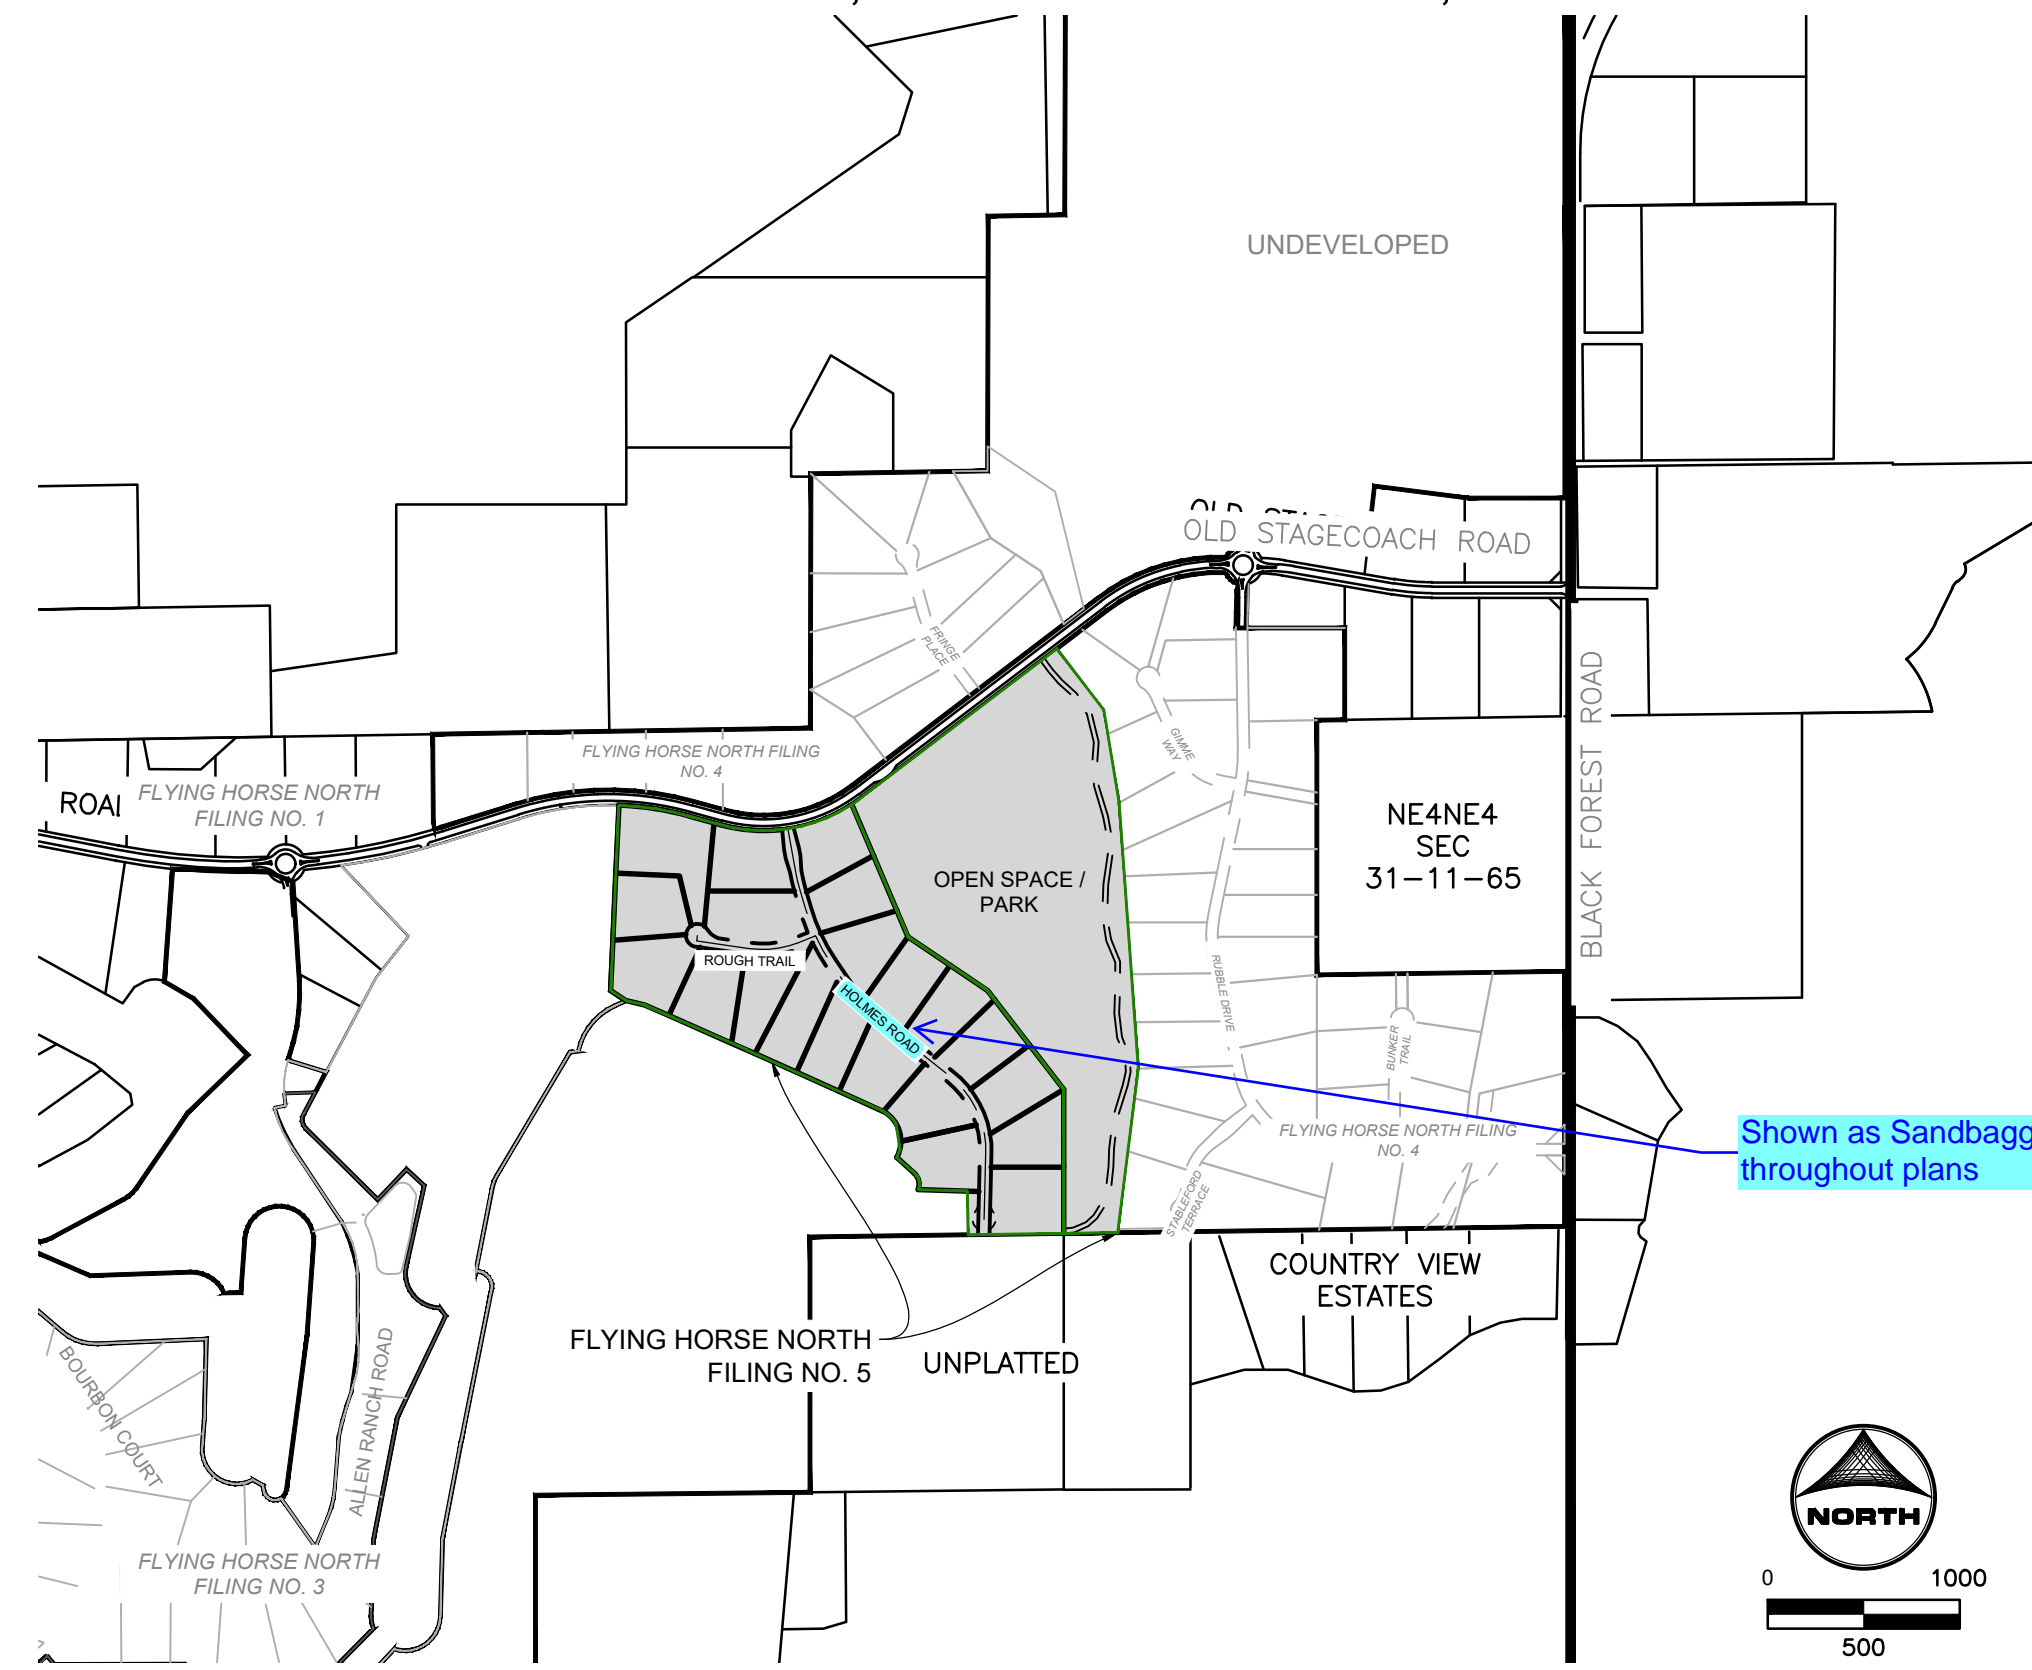 UNDEVELOPED
OLD STAGECOACH ROAD
FRINGE
PLACE
FLYING HORSE NORTH FILING
NO. 4
GIMME
WAY
BLACK FOREST ROAD
FLYING HORSE NORTH
FILING NO. 1
NE4NE4
SEC
31-11-65
OPEN SPACE /
PARK
ROUGH TRAIL
HOLMES ROAD
RUBBLE DRIVE
BUNKER
TRAIL
FLYING HORSE NORTH FILING
NO. 4
Shown as Sandbagg
throughout plans
STABLEFORD
TERRACE
COUNTRY VIEW
ESTATES
FLYING HORSE NORTH
FILING NO. 5
UNPLATTED
BOURBON COURT
ALLEN RANCH ROAD
FLYING HORSE NORTH
FILING NO. 3
NORTH
0 1000
500